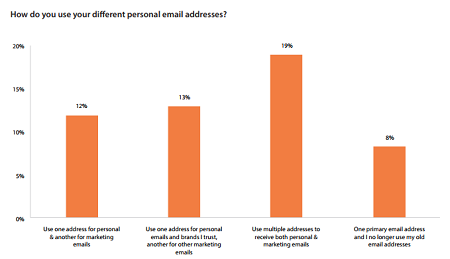 How do you use your different personal email addresses?
20%
15%
10%
5%
0%
12%
13%
19%
8%
Use one address for personal
& another for marketing
emails
Use one address for personal
emails and brands I trust,
another for other marketing
emails
Use multiple addresses to
receive both personal &
marketing emails
One primary email address
and I no longer use my old
email addresses